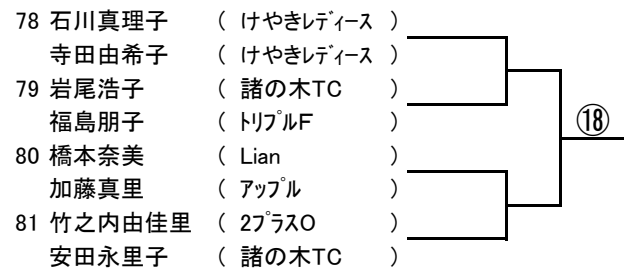 78 石川真理子 ( けやきﾚﾃﾞｨｰｽ )
寺田由希子 ( けやきﾚﾃﾞｨｰｽ )
79 岩尾浩子 ( 諸の木TC )
福島朋子 ( ﾄﾘﾌﾟﾙF )
⑱
80 橋本奈美 ( Lian )
加藤真里 ( ｱｯﾌﾟﾙ )
81 竹之内由佳里 ( 2ﾌﾟﾗｽO )
安田永里子 ( 諸の木TC )